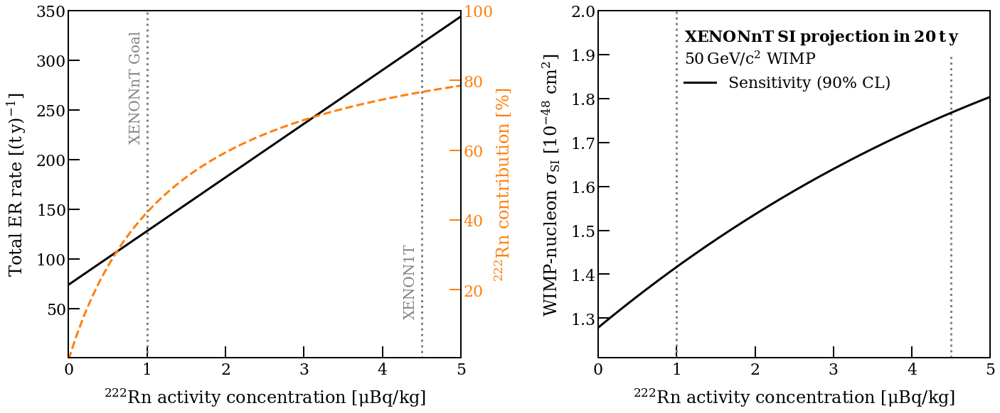 350
300
250
200
150
100
50
Total ER rate [(t y)⁻¹]
XENONnT Goal
XENON1T
100
80
60
40
20
²²²Rn contribution [%]
0 1 2 3 4 5
²²²Rn activity concentration [μBq/kg]
2.0
1.9
1.8
1.7
1.6
1.5
1.4
1.3
WIMP-nucleon σ_SI [10⁻⁴⁸ cm²]
XENONnT SI projection in 20 t y
50 GeV/c² WIMP
Sensitivity (90% CL)
0 1 2 3 4 5
²²²Rn activity concentration [μBq/kg]